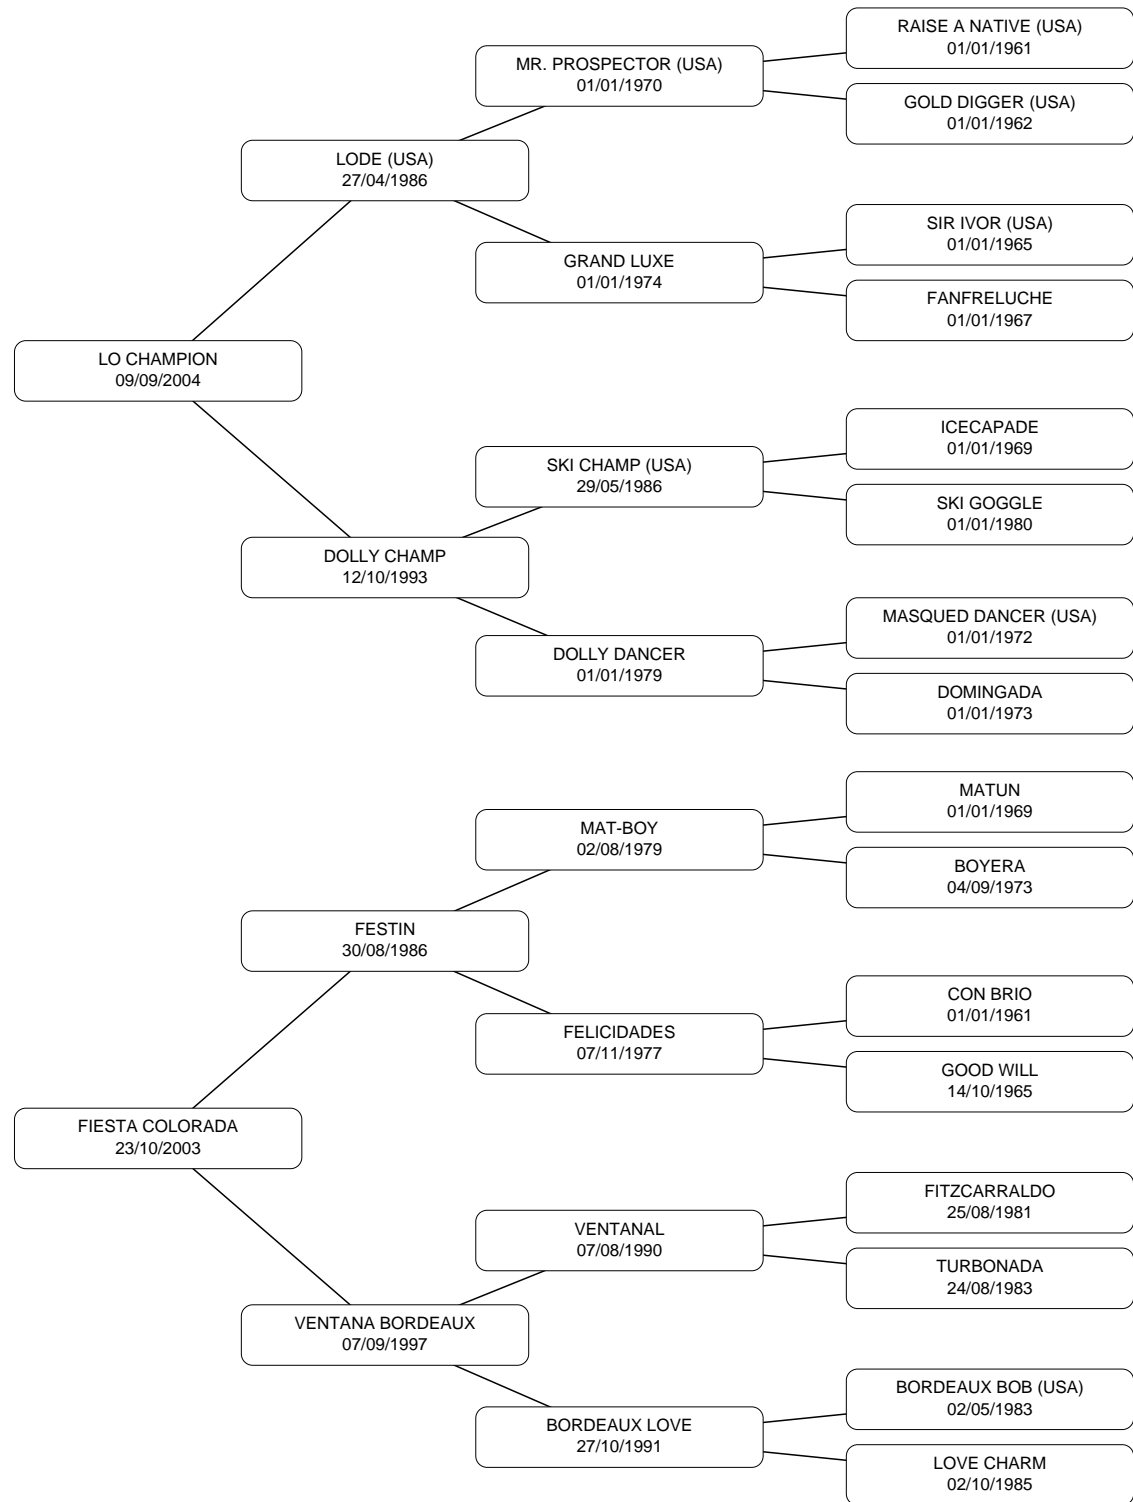 RAISE A NATIVE (USA)
01/01/1961
MR. PROSPECTOR (USA)
01/01/1970
GOLD DIGGER (USA)
01/01/1962
LODE (USA)
27/04/1986
SIR IVOR (USA)
01/01/1965
GRAND LUXE
01/01/1974
FANFRELUCHE
01/01/1967
LO CHAMPION
09/09/2004
ICECAPADE
01/01/1969
SKI CHAMP (USA)
29/05/1986
SKI GOGGLE
01/01/1980
DOLLY CHAMP
12/10/1993
MASQUED DANCER (USA)
01/01/1972
DOLLY DANCER
01/01/1979
DOMINGADA
01/01/1973
MATUN
01/01/1969
MAT-BOY
02/08/1979
BOYERA
04/09/1973
FESTIN
30/08/1986
CON BRIO
01/01/1961
FELICIDADES
07/11/1977
GOOD WILL
14/10/1965
FIESTA COLORADA
23/10/2003
FITZCARRALDO
25/08/1981
VENTANAL
07/08/1990
TURBONADA
24/08/1983
VENTANA BORDEAUX
07/09/1997
BORDEAUX BOB (USA)
02/05/1983
BORDEAUX LOVE
27/10/1991
LOVE CHARM
02/10/1985